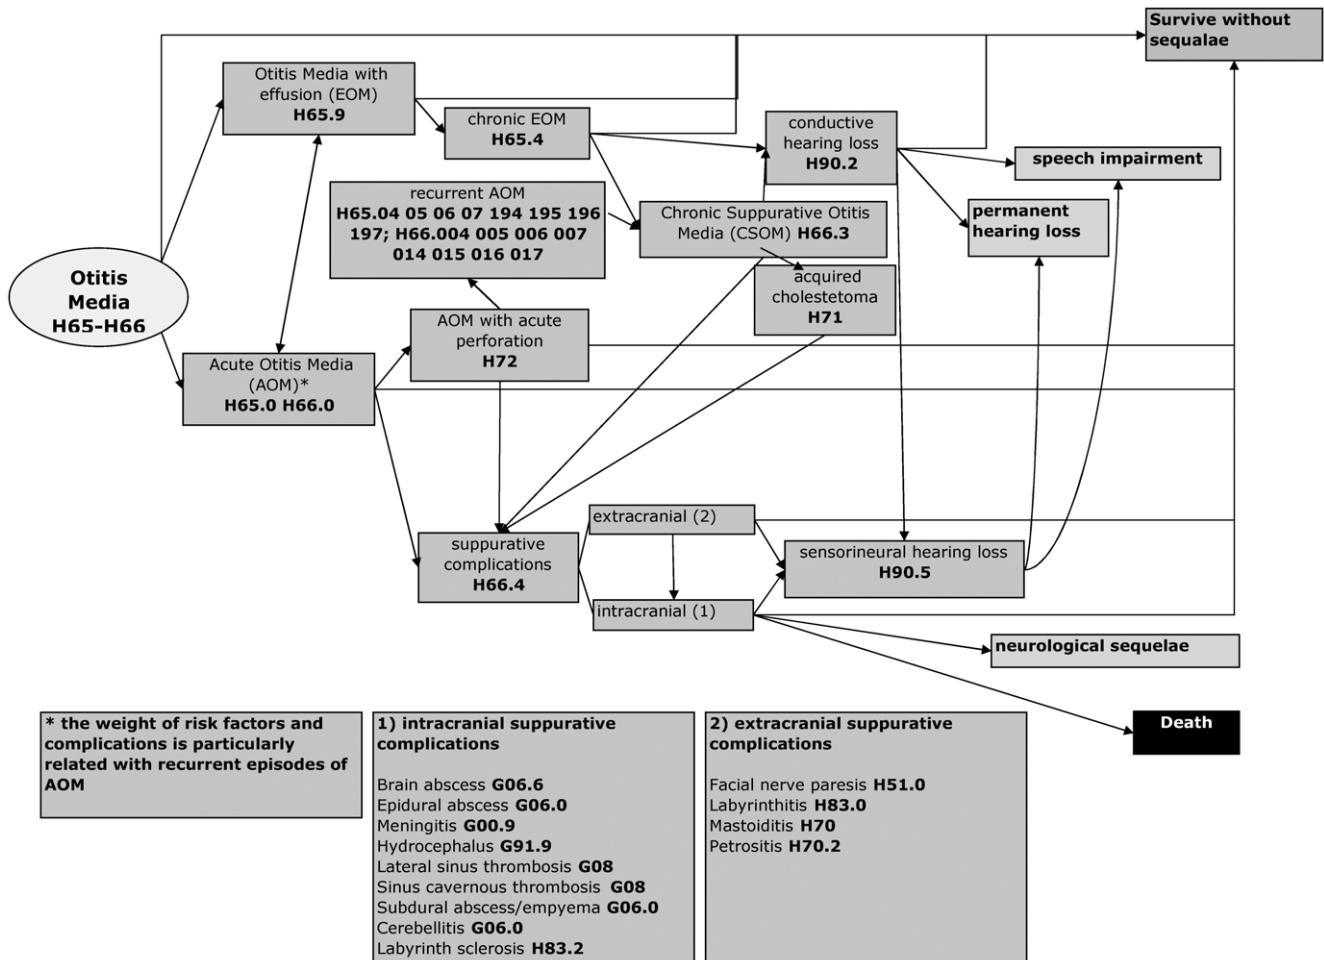 Survive without
sequalae
Otitis Media with
effusion (EOM)
H65.9
chronic EOM
H65.4
conductive
hearing loss
H90.2
speech impairment
recurrent AOM
H65.04 05 06 07 194 195 196
197; H66.004 005 006 007
014 015 016 017
Chronic Suppurative Otitis
Media (CSOM) H66.3
permanent
hearing loss
Otitis
Media
H65-H66
acquired
cholestetoma
H71
AOM with acute
perforation
H72
Acute Otitis Media
(AOM)*
H65.0 H66.0
extracranial (2)
suppurative
complications
H66.4
sensorineural hearing loss
H90.5
intracranial (1)
neurological sequelae
Death
* the weight of risk factors and
complications is particularly
related with recurrent episodes of
AOM
1) intracranial suppurative
complications
Brain abscess G06.6
Epidural abscess G06.0
Meningitis G00.9
Hydrocephalus G91.9
Lateral sinus thrombosis G08
Sinus cavernous thrombosis G08
Subdural abscess/empyema G06.0
Cerebellitis G06.0
Labyrinth sclerosis H83.2
2) extracranial suppurative
complications
Facial nerve paresis H51.0
Labyrinthitis H83.0
Mastoiditis H70
Petrositis H70.2